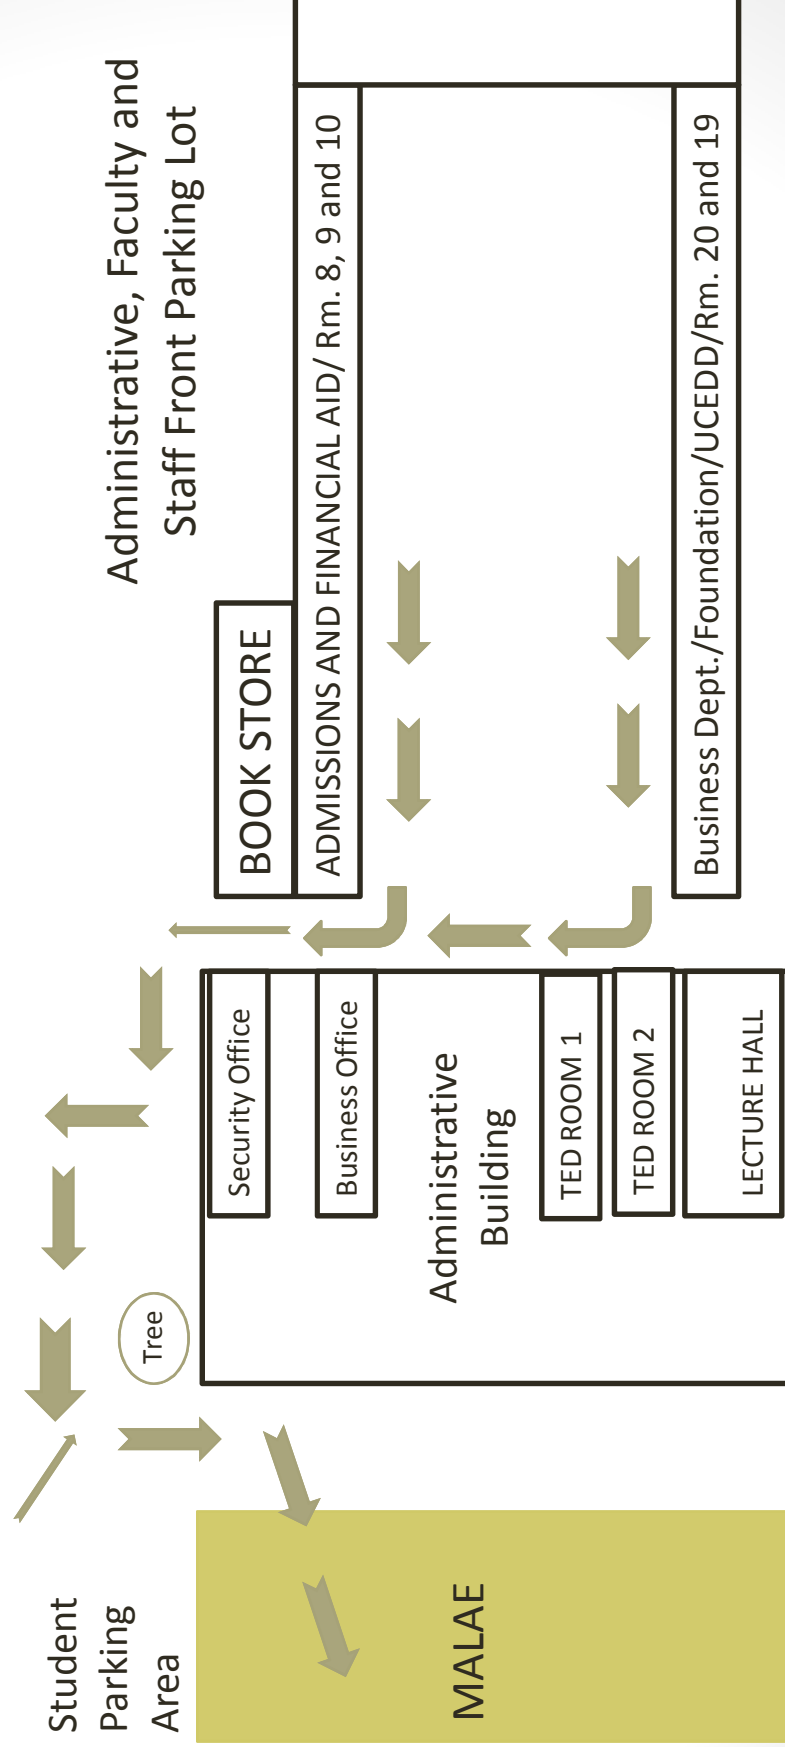 Administrative, Faculty and
Staff Front Parking Lot
BOOK STORE
ADMISSIONS AND FINANCIAL AID/ Rm. 8, 9 and 10
Business Dept./Foundation/UCEDD/Rm. 20 and 19
Security Office
Business Office
Administrative
Building
TED ROOM 1
TED ROOM 2
LECTURE HALL
Tree
Student
Parking
Area
MALAE